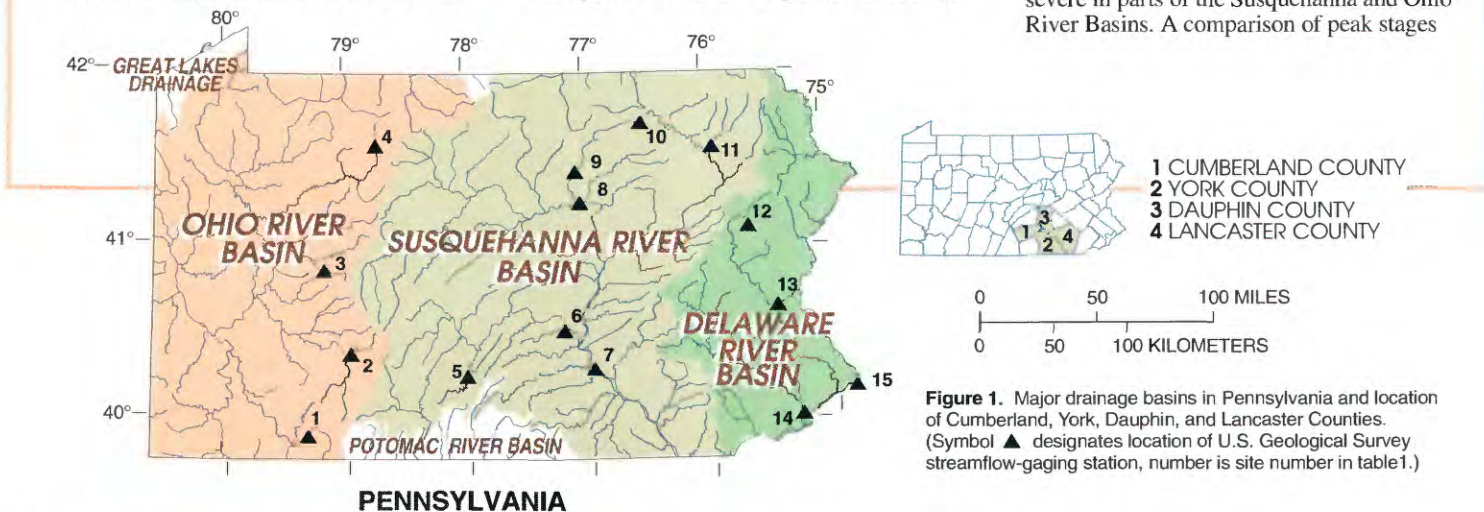 severe in parts of the Susquehanna and Ohio
River Basins. A comparison of peak stages
80°
79
78
77
76
42°
75°
GREAT LAKES
DRAINAGE
4
10
11
9
8
OHIO RIVER
BASIN
SUSQUEHANNA RIVER
BASIN
12
41°
3
13
6
DELAWARE
RIVER
BASIN
2
5
7
15
40°
14
1
POTOMAC RIVER BASIN
PENNSYLVANIA
3
1
2
4
1 CUMBERLAND COUNTY
2 YORK COUNTY
3 DAUPHIN COUNTY
4 LANCASTER COUNTY
0 50 100 MILES
0 50 100 KILOMETERS
Figure 1. Major drainage basins in Pennsylvania and location
of Cumberland, York, Dauphin, and Lancaster Counties.
(Symbol ▲ designates location of U.S. Geological Survey
streamflow-gaging station, number is site number in table1.)